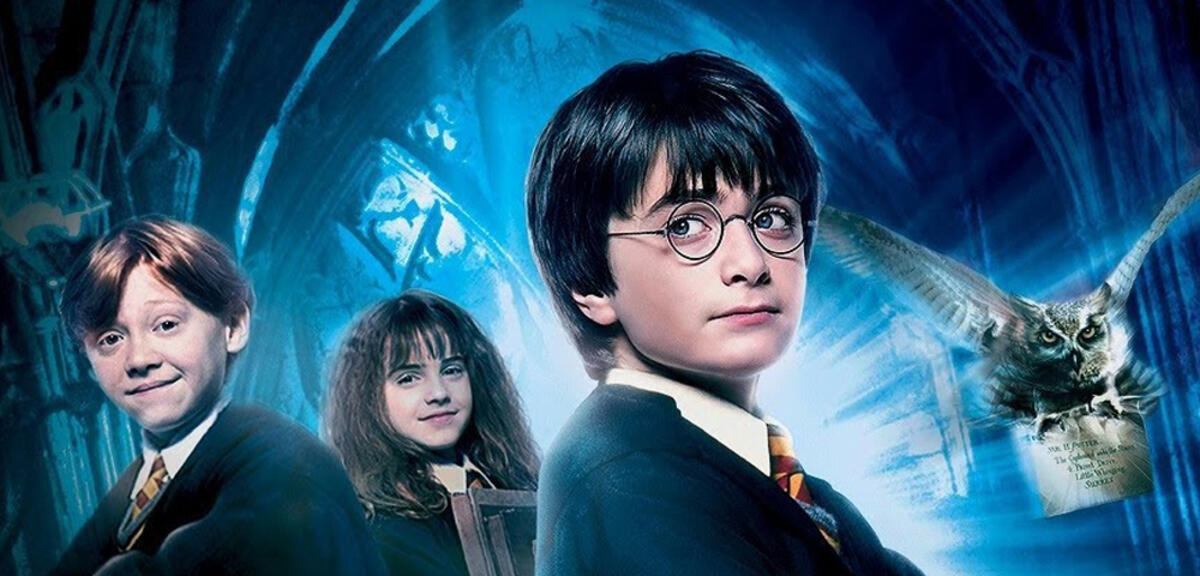 MR. H POTTER
The Cupboard under the Stairs,
4 Privet Drive,
Little Whinging,
SURREY